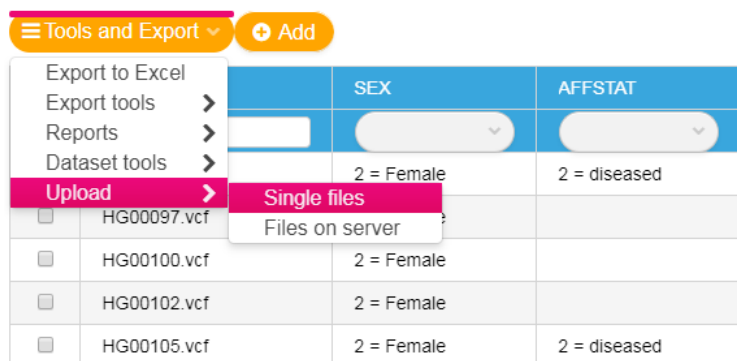 Tools and Export
Add
Export to Excel
Export tools
Reports
Dataset tools
Upload
Single files
Files on server
SEX
AFFSTAT
2 = Female
2 = diseased
HG00097.vcf
HG00100.vcf
2 = Female
HG00102.vcf
2 = Female
HG00105.vcf
2 = Female
2 = diseased